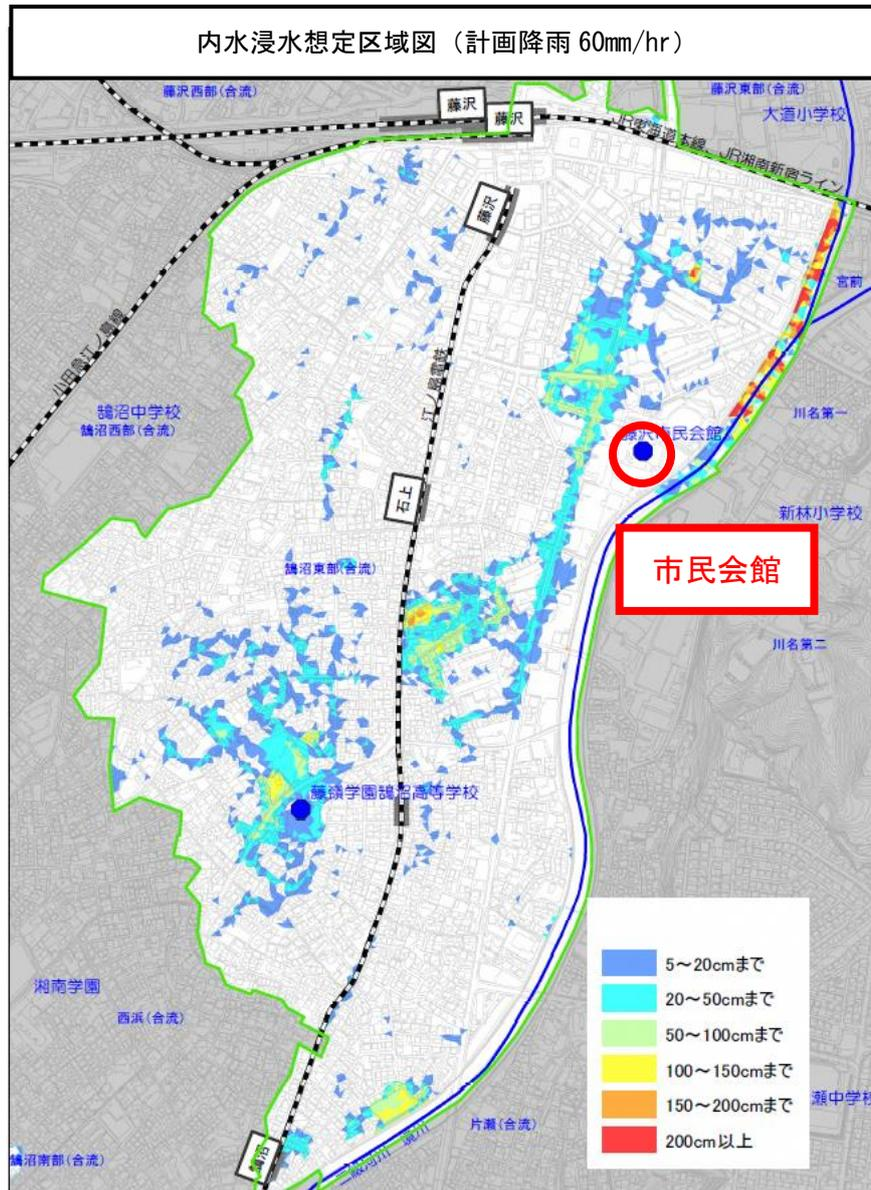 内水浸水想定区域図（計画降雨 60mm/hr）
藤沢西部(合流)
藤沢東部(合流)
大道小学校
藤沢
藤沢
JR東海道本線、JR湘南新宿ライン
藤沢
宮前
小田急江ノ島線
江ノ島電鉄
鵠沼中学校
鵠沼西部(合流)
川名第一
藤沢市民会館
石上
新林小学校
市民会館
鵠沼東部(合流)
川名第二
藤嶺学園鵠沼高等学校
5～20cmまで
湘南学園
20～50cmまで
西浜(合流)
50～100cmまで
100～150cmまで
150～200cmまで
瀬中学校
片瀬(合流)
200cm以上
鵠沼
鵠沼南部(合流)